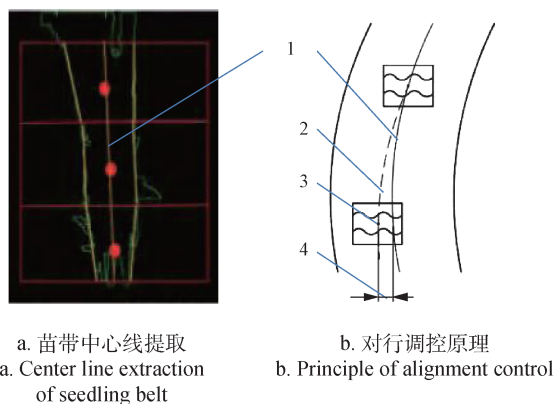 1
2
3
4
a. 苗带中心线提取
a. Center line extraction
of seedling belt
b. 对行调控原理
b. Principle of alignment control